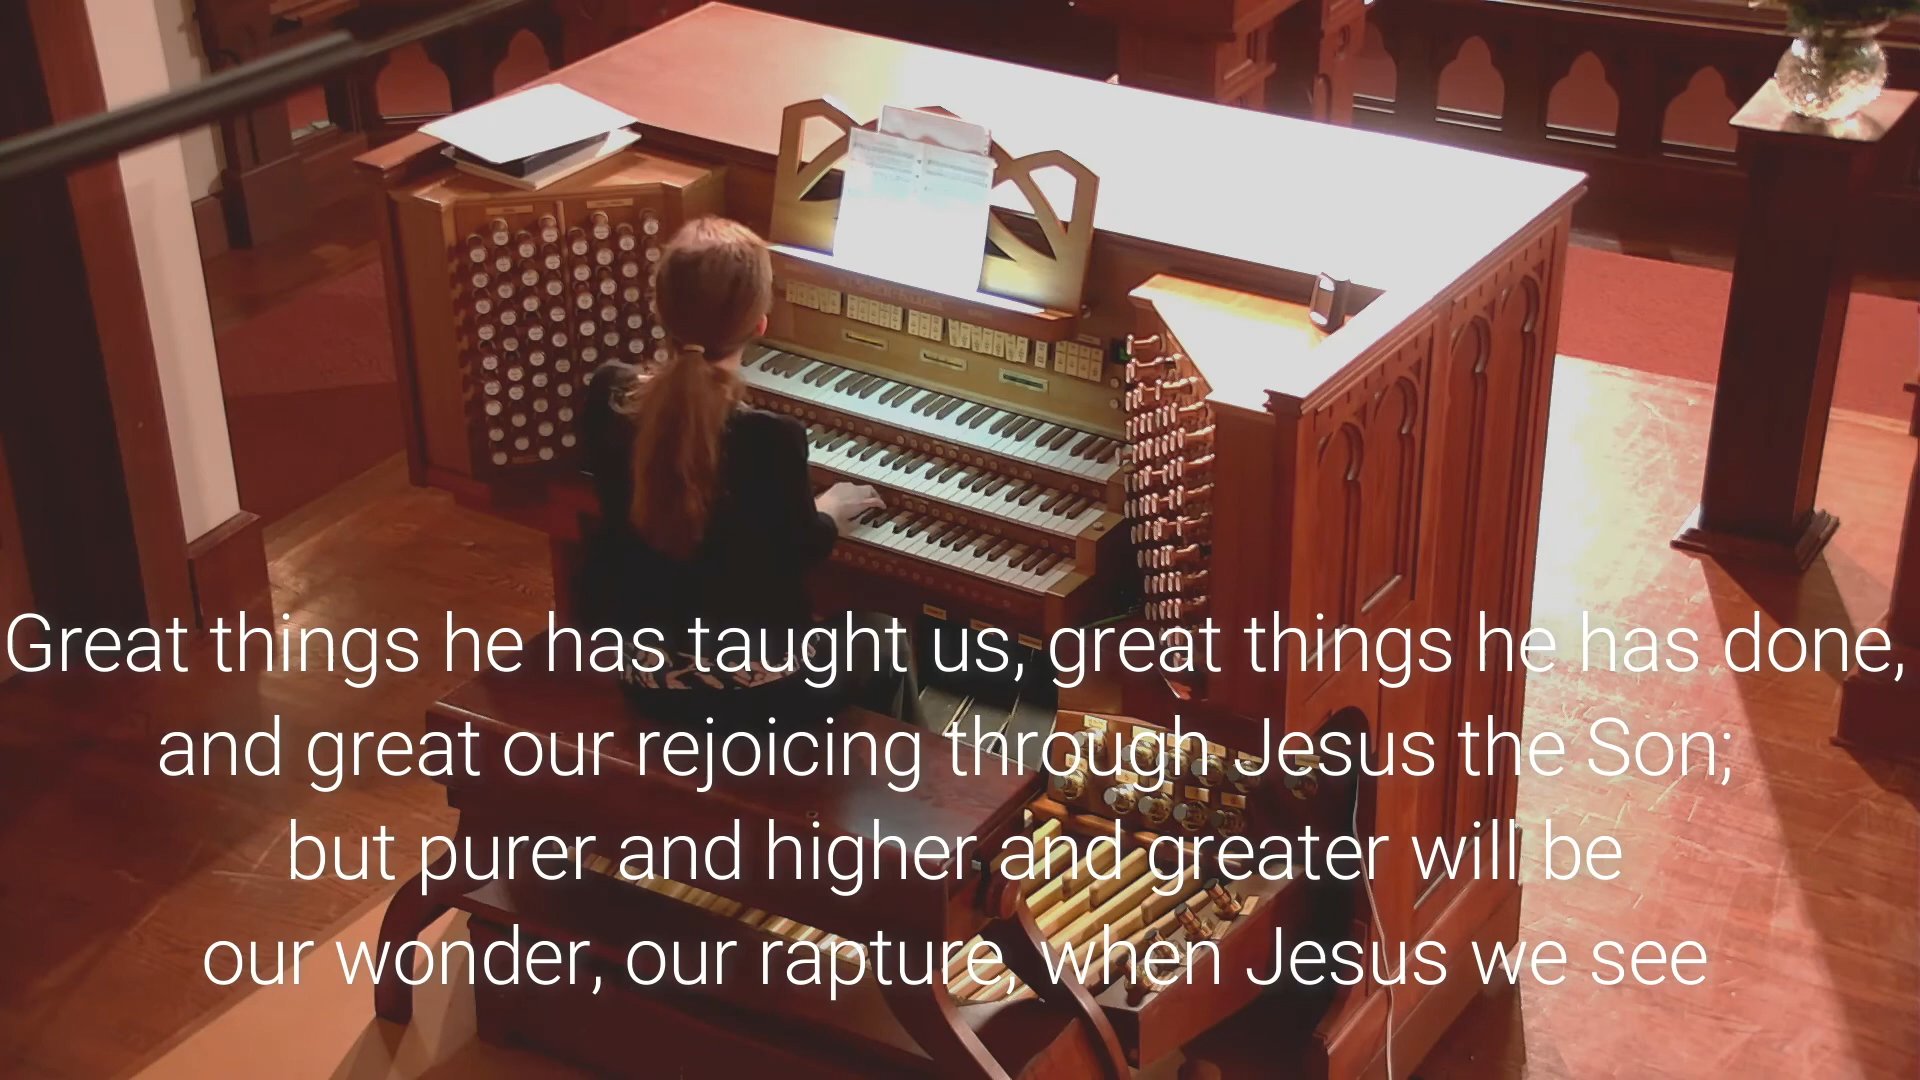 Great things he has taught us, great things he has done,
and great our rejoicing through Jesus the Son;
but purer and higher and greater will be
our wonder, our rapture, when Jesus we see